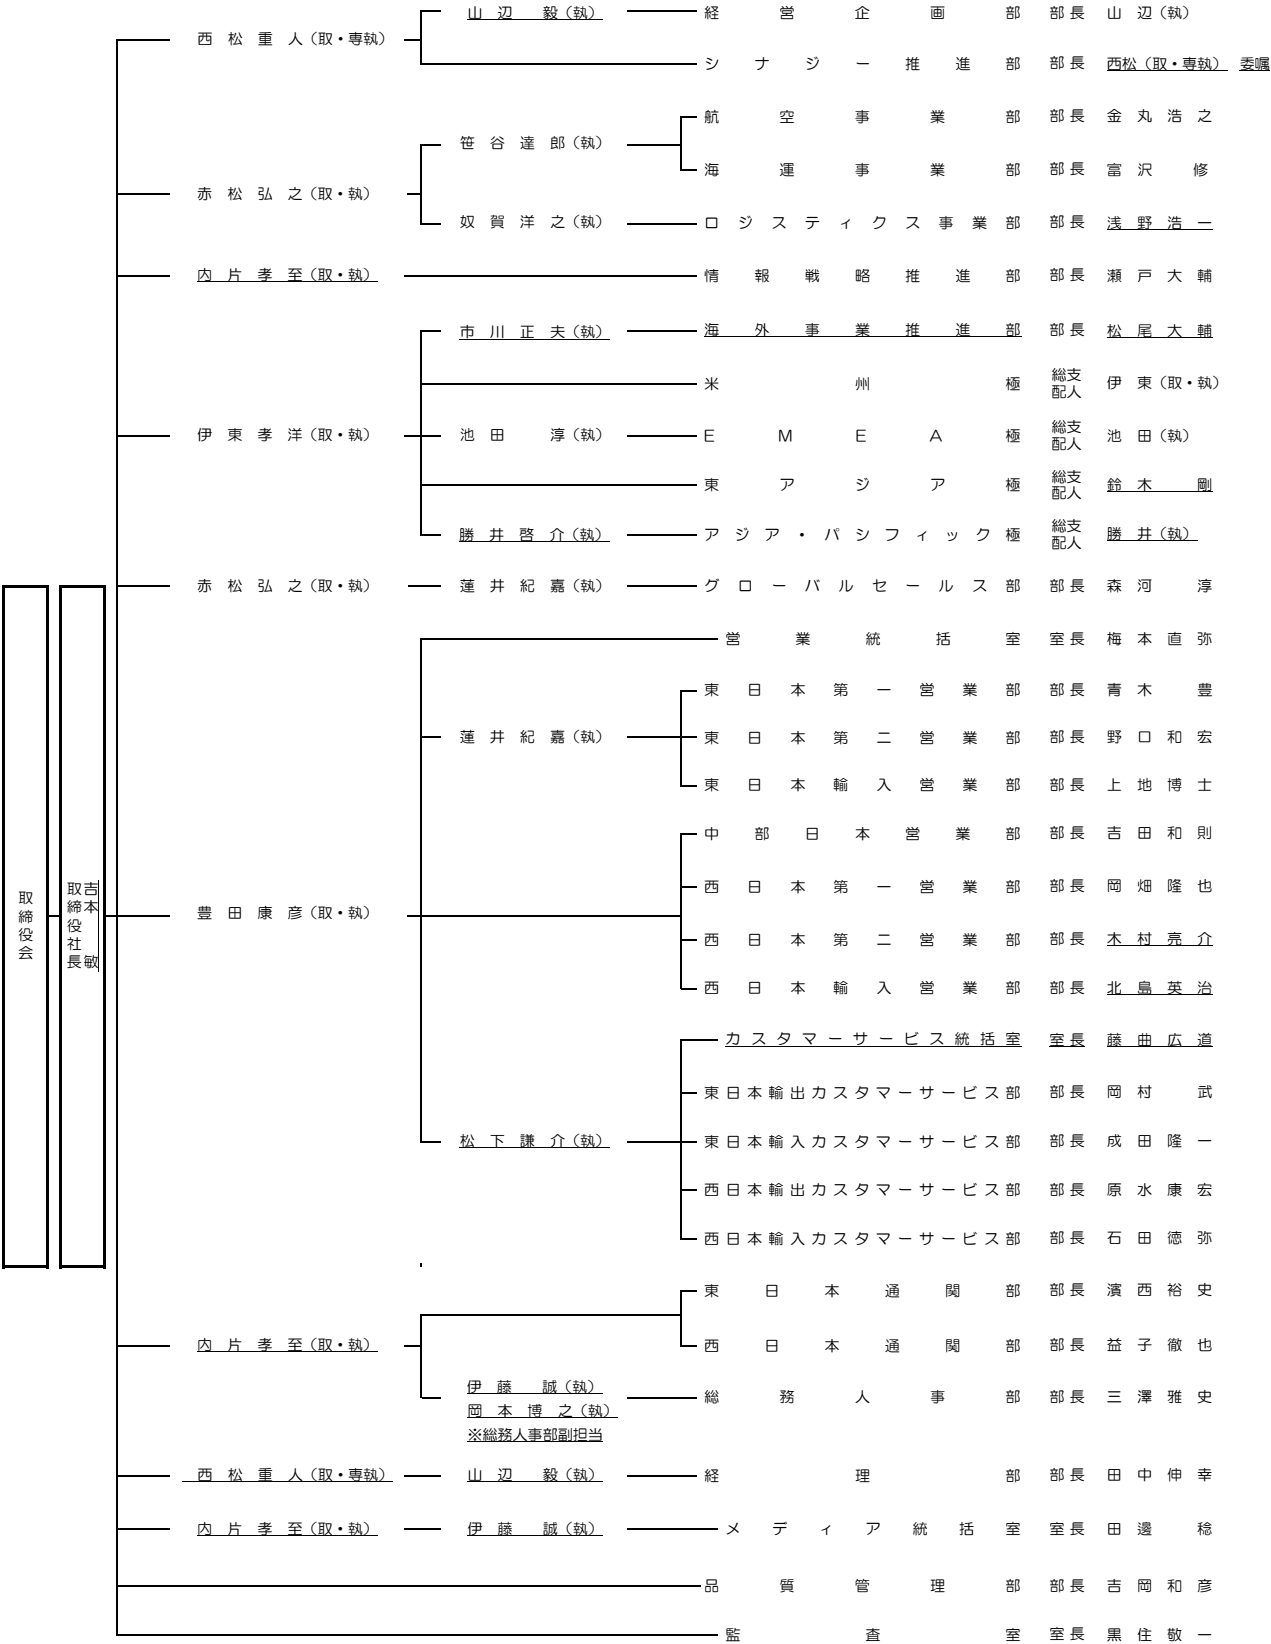 山辺 毅（執） 経営企画部 部長 山辺（執）
西松重人（取・専執）
シナジー推進部 部長 西松（取・専執） 委嘱
航空事業部 部長 金丸浩之
笹谷達郎（執）
海運事業部 部長 富沢 修
赤松弘之（取・執）
奴賀洋之（執） ロジスティクス事業部 部長 浅野浩一
内片孝至（取・執） 情報戦略推進部 部長 瀬戸大輔
市川正夫（執） 海外事業推進部 部長 松尾大輔
米州極 総支配人 伊東（取・執）
伊東孝洋（取・執） 池田 淳（執） EMEA極 総支配人 池田（執）
東アジア極 総支配人 鈴木 剛
勝井啓介（執） アジア・パシフィック極 総支配人 勝井（執）
赤松弘之（取・執） 蓮井紀嘉（執） グローバルセールス部 部長 森河 淳
営業統括室 室長 梅本直弥
東日本第一営業部 部長 青木 豊
蓮井紀嘉（執） 東日本第二営業部 部長 野口和宏
東日本輸入営業部 部長 上地博士
中部日本営業部 部長 吉田和則
西日本第一営業部 部長 岡畑隆也
取締役会
取締役社長
吉本 敏
豊田康彦（取・執）
西日本第二営業部 部長 木村亮介
西日本輸入営業部 部長 北島英治
カスタマーサービス統括室 室長 藤曲広道
東日本輸出カスタマーサービス部 部長 岡村 武
松下謙介（執） 東日本輸入カスタマーサービス部 部長 成田隆一
西日本輸出カスタマーサービス部 部長 原水康宏
西日本輸入カスタマーサービス部 部長 石田徳弥
東日本通関部 部長 濱西裕史
内片孝至（取・執） 西日本通関部 部長 益子徹也
伊藤 誠（執）
総務人事部 部長 三澤雅史
岡本博之（執）
※総務人事部副担当
西松重人（取・専執） 山辺 毅（執） 経理部 部長 田中伸幸
内片孝至（取・執） 伊藤 誠（執） メディア統括室 室長 田邊 稔
品質管理部 部長 吉岡和彦
監査室 室長 黒住敬一